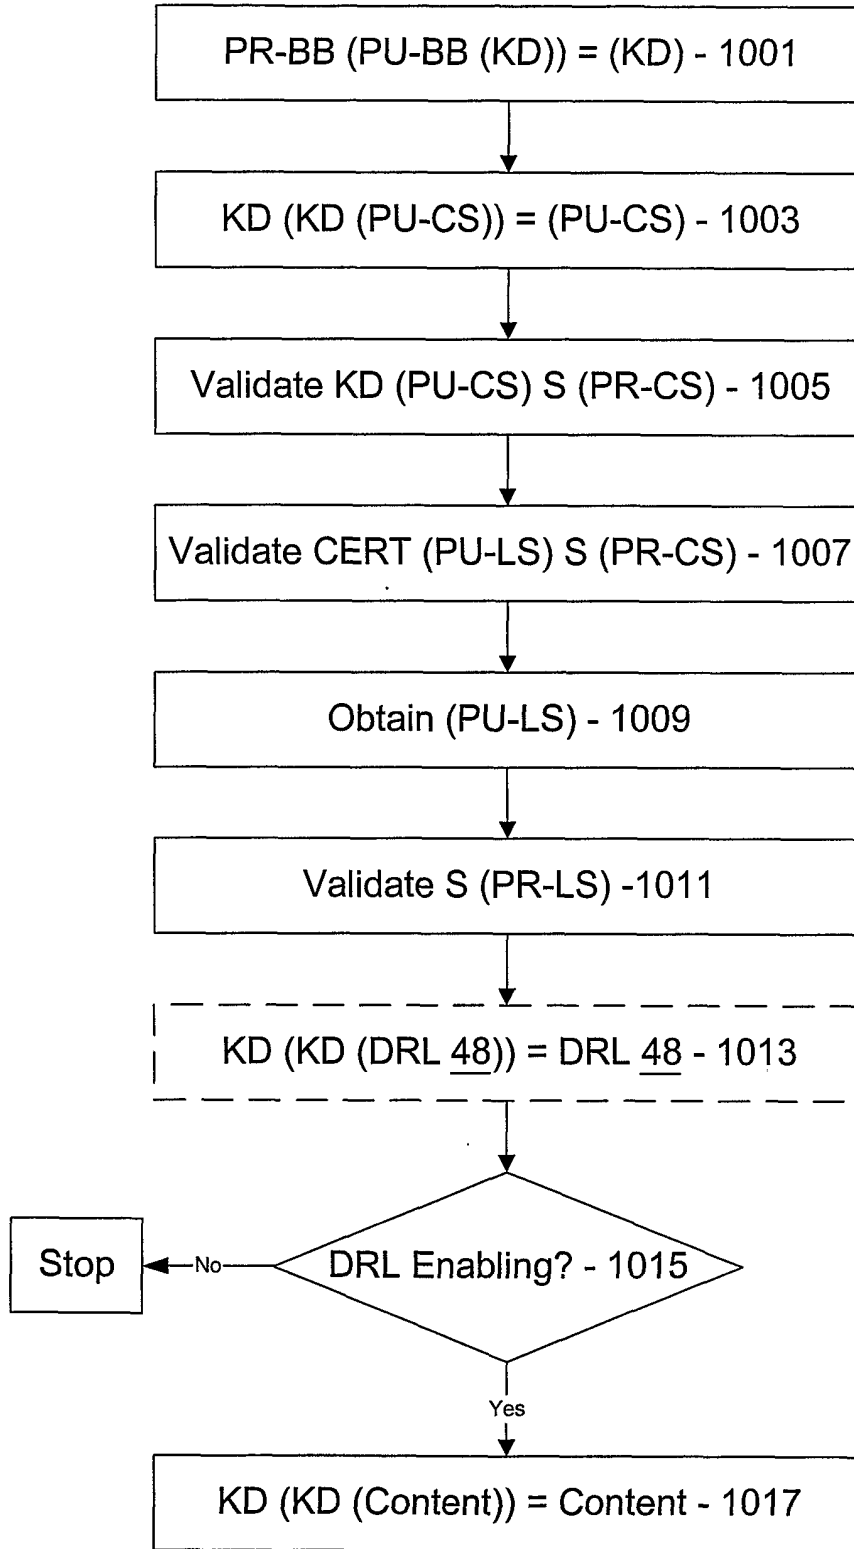 PR-BB (PU-BB (KD)) = (KD) - 1001
KD (KD (PU-CS)) = (PU-CS) - 1003
Validate KD (PU-CS) S (PR-CS) - 1005
Validate CERT (PU-LS) S (PR-CS) - 1007
Obtain (PU-LS) - 1009
Validate S (PR-LS) -1011
KD (KD (DRL 48)) = DRL 48 - 1013
DRL Enabling? - 1015
No
Stop
Yes
KD (KD (Content)) = Content - 1017